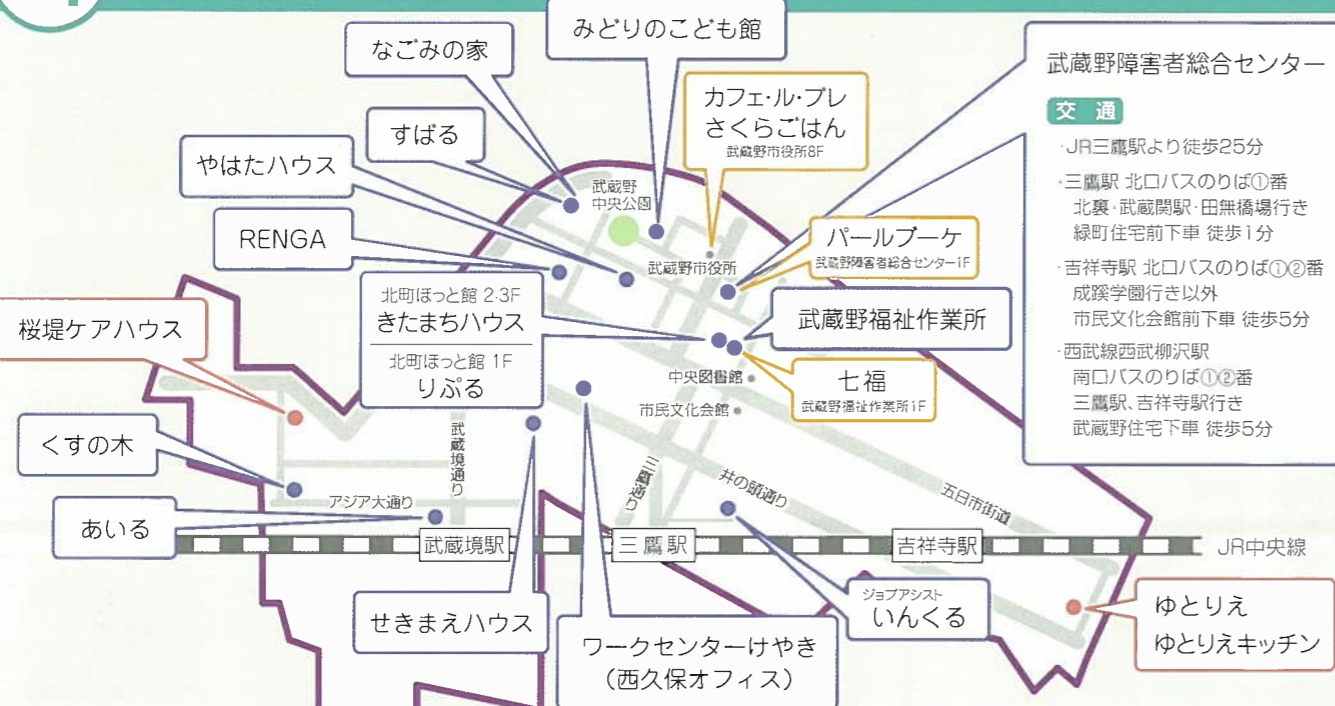 みどりのこども館
なごみの家
すばる
やはたハウス
RENGA
カフェ・ル・ブレ
さくらごはん
武蔵野市役所8F
武蔵野
中央公園
武蔵野市役所
パールブーケ
武蔵野障害者総合センター1F
北町ほっと館 2・3F
きたまちハウス
北町ほっと館 1F
りぷる
武蔵野福祉作業所
七福
武蔵野福祉作業所1F
中央図書館
市民文化会館
桜堤ケアハウス
くすの木
あいる
武蔵境通り
アジア大通り
三鷹通り
井の頭通り
五日市街道
武蔵境駅
三鷹駅
吉祥寺駅
JR中央線
せきまえハウス
ワークセンターけやき
(西久保オフィス)
ジョブアシスト
いんくる
ゆとりえ
ゆとりえキッチン
武蔵野障害者総合センター
交通
・JR三鷹駅より徒歩25分
・三鷹駅 北口バスのりば①番
北裏・武蔵関駅・田無橋場行き
緑町住宅前下車 徒歩1分
・吉祥寺駅 北口バスのりば①②番
成蹊学園行き以外
市民文化会館前下車 徒歩5分
・西武線西武柳沢駅
南口バスのりば①②番
三鷹駅、吉祥寺駅行き
武蔵野住宅下車 徒歩5分